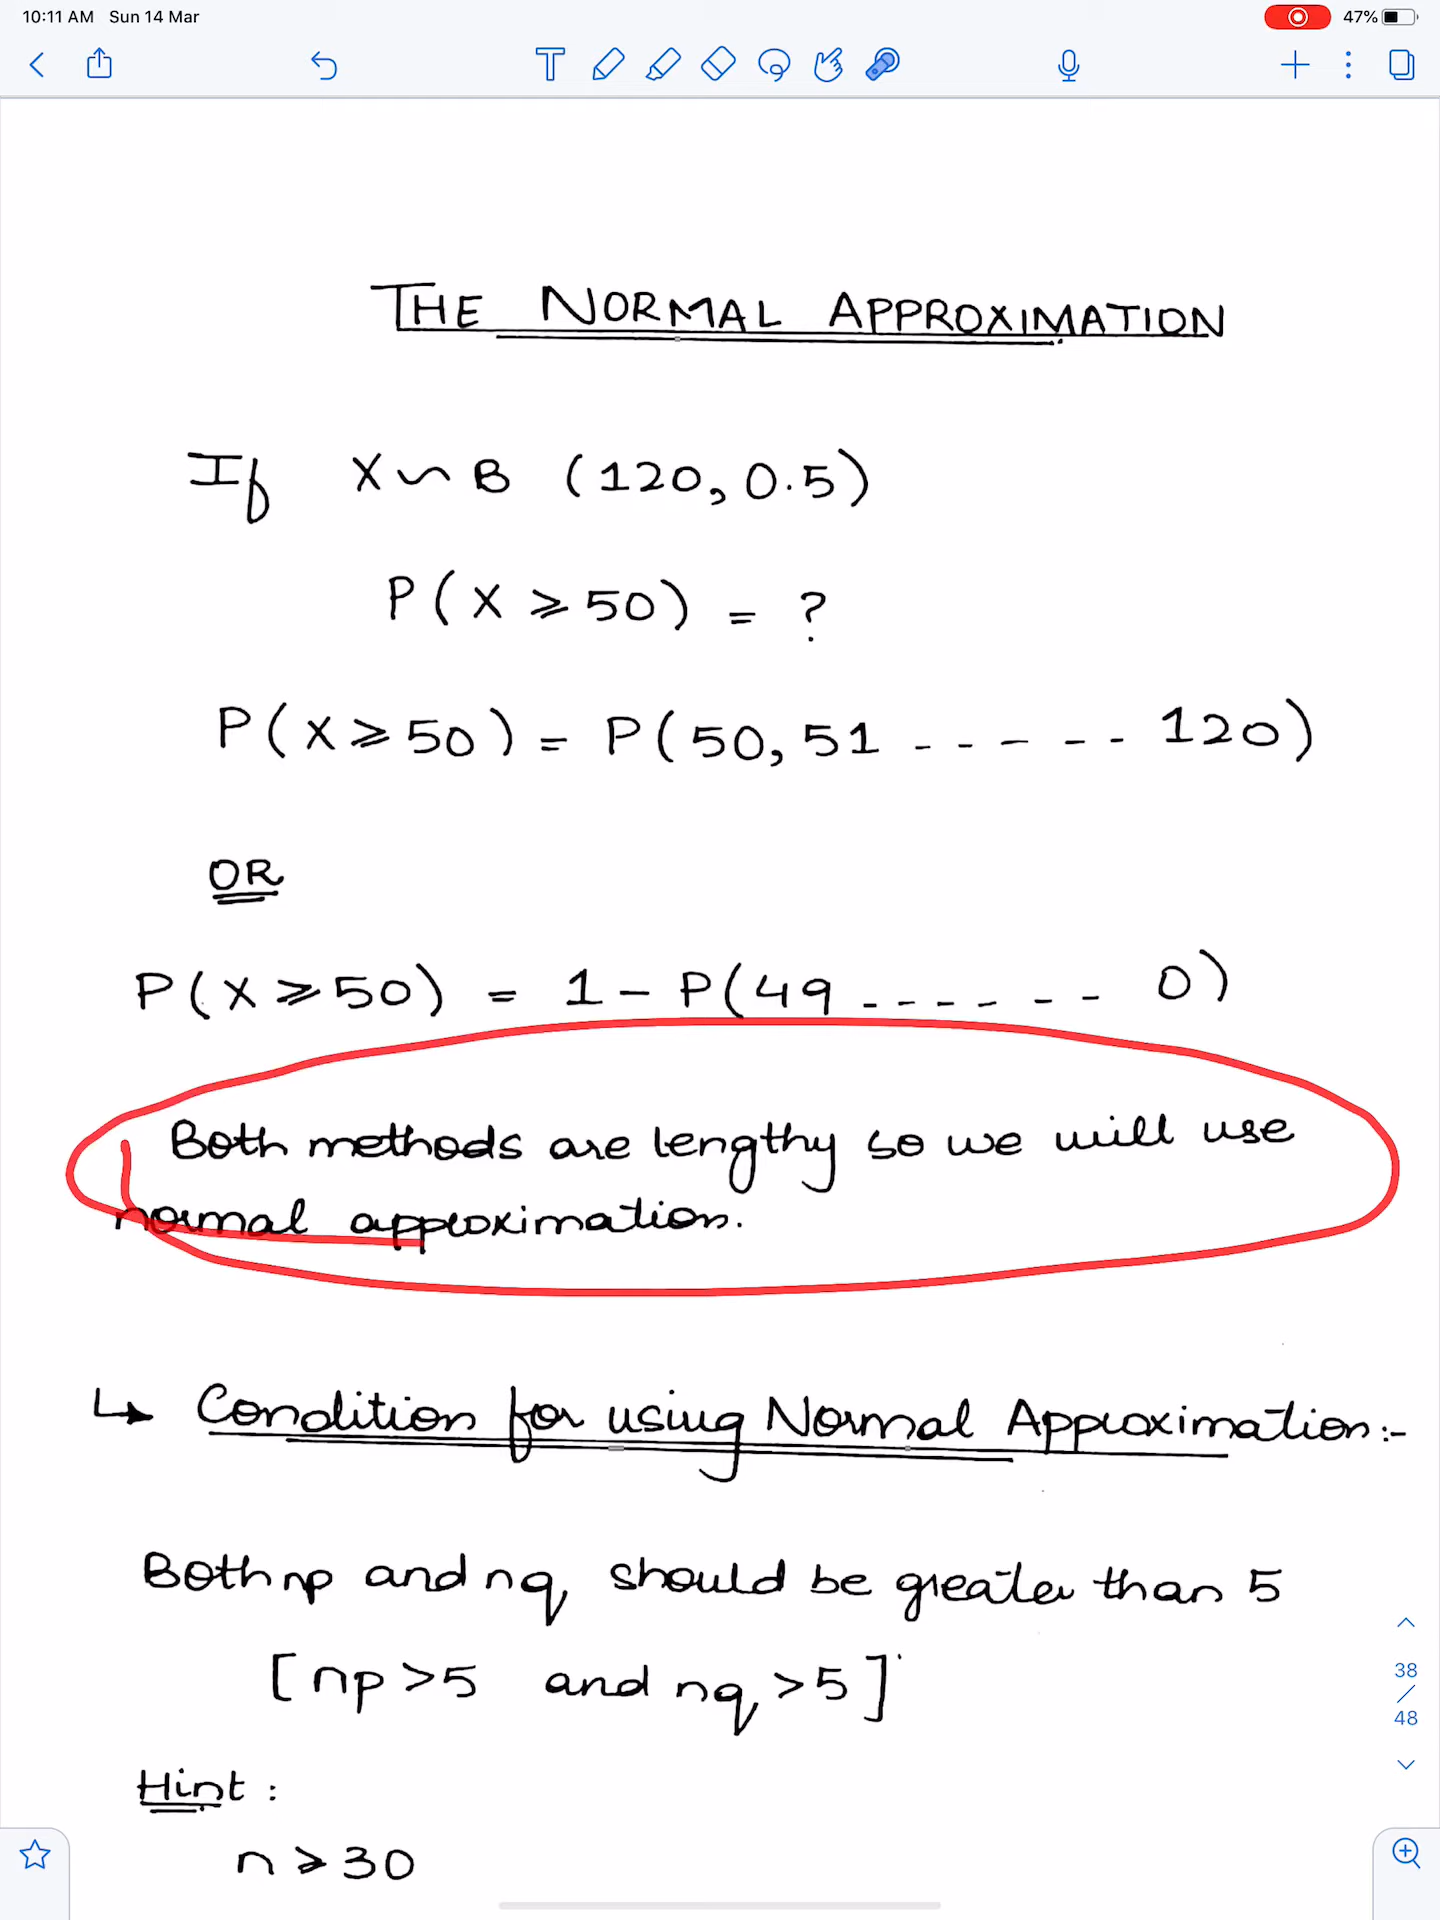 10:11 AM Sun 14 Mar 47%
THE NORMAL APPROXIMATION
If X ~ B (120, 0.5)
P(X ⩾ 50) = ?
P(X ⩾ 50) = P(50, 51 - - - - - - 120)
OR
P(X ⩾ 50) = 1 - P(49 - - - - - - - 0)
Both methods are lengthy so we will use
normal approximation.
↳ Condition for using Normal Approximation:-
Both np and nq should be greater than 5
[np > 5 and nq > 5]
38
/
48
Hint :
n ⩾ 30